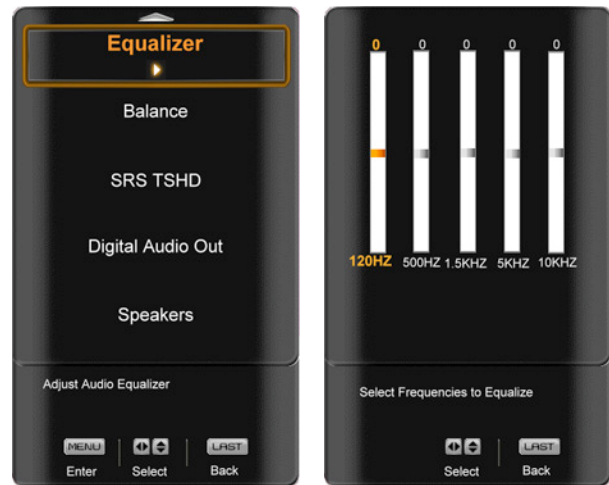 Equalizer
Balance
SRS TSHD
Digital Audio Out
Speakers
Adjust Audio Equalizer
MENU LAST
Enter Select Back
0 0 0 0 0
120HZ 500HZ 1.5KHZ 5KHZ 10KHZ
Select Frequencies to Equalize
LAST
Select Back